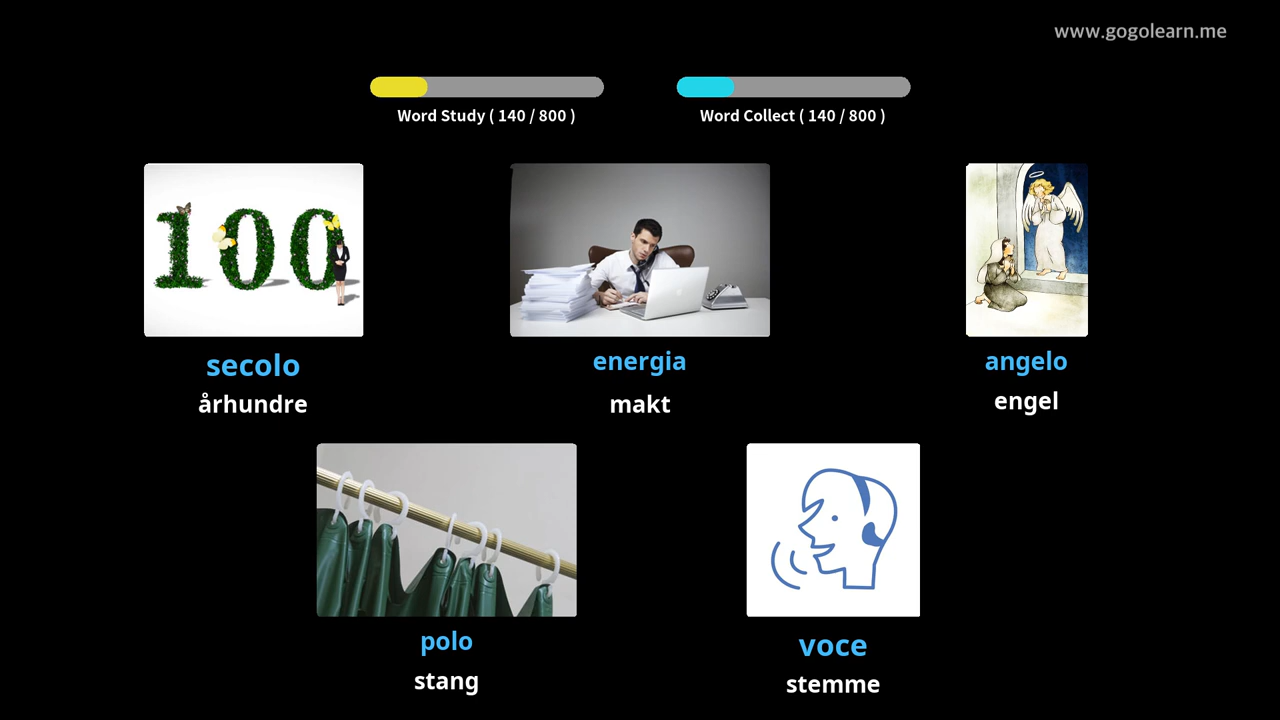 www.gogolearn.me
Word Study ( 140 / 800 )
Word Collect ( 140 / 800 )
100
secolo
århundre
energia
makt
angelo
engel
polo
stang
voce
stemme